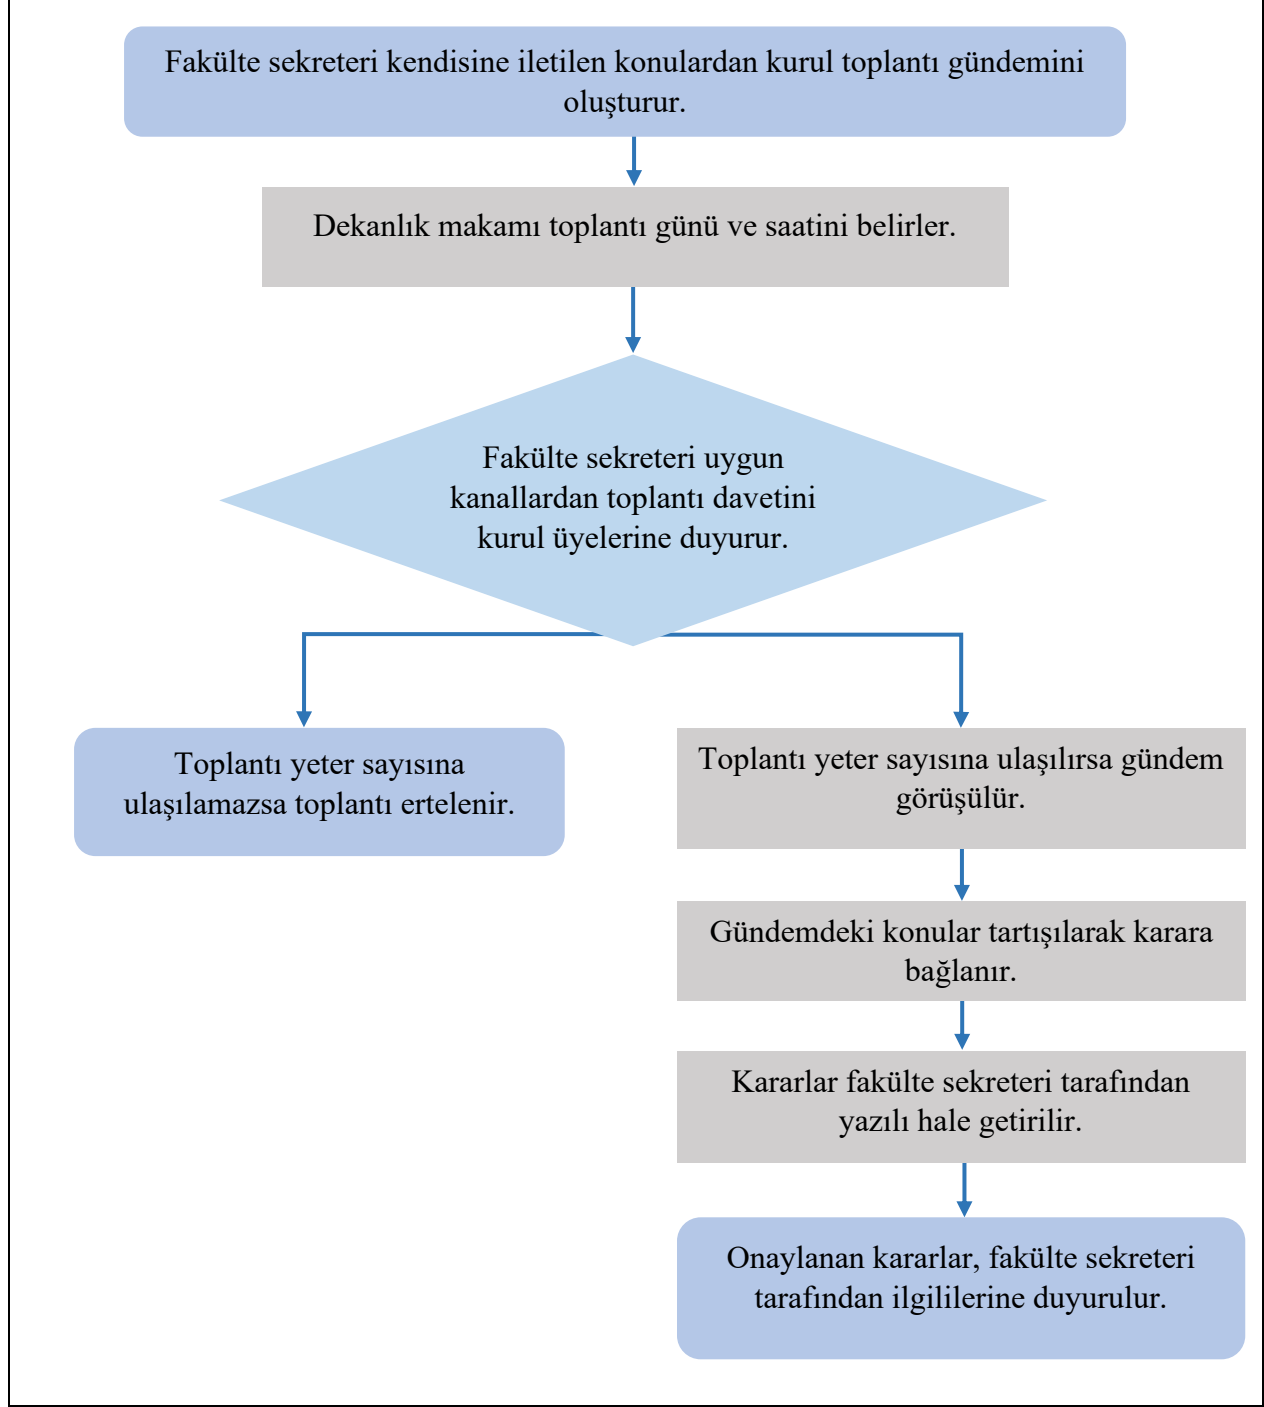 Fakülte sekreteri kendisine iletilen konulardan kurul toplantı gündemini
oluşturur.
Dekanlık makamı toplantı günü ve saatini belirler.
Fakülte sekreteri uygun
kanallardan toplantı davetini
kurul üyelerine duyurur.
Toplantı yeter sayısına
ulaşılamazsa toplantı ertelenir.
Toplantı yeter sayısına ulaşılırsa gündem
görüşülür.
Gündemdeki konular tartışılarak karara
bağlanır.
Kararlar fakülte sekreteri tarafından
yazılı hale getirilir.
Onaylanan kararlar, fakülte sekreteri
tarafından ilgililerine duyurulur.